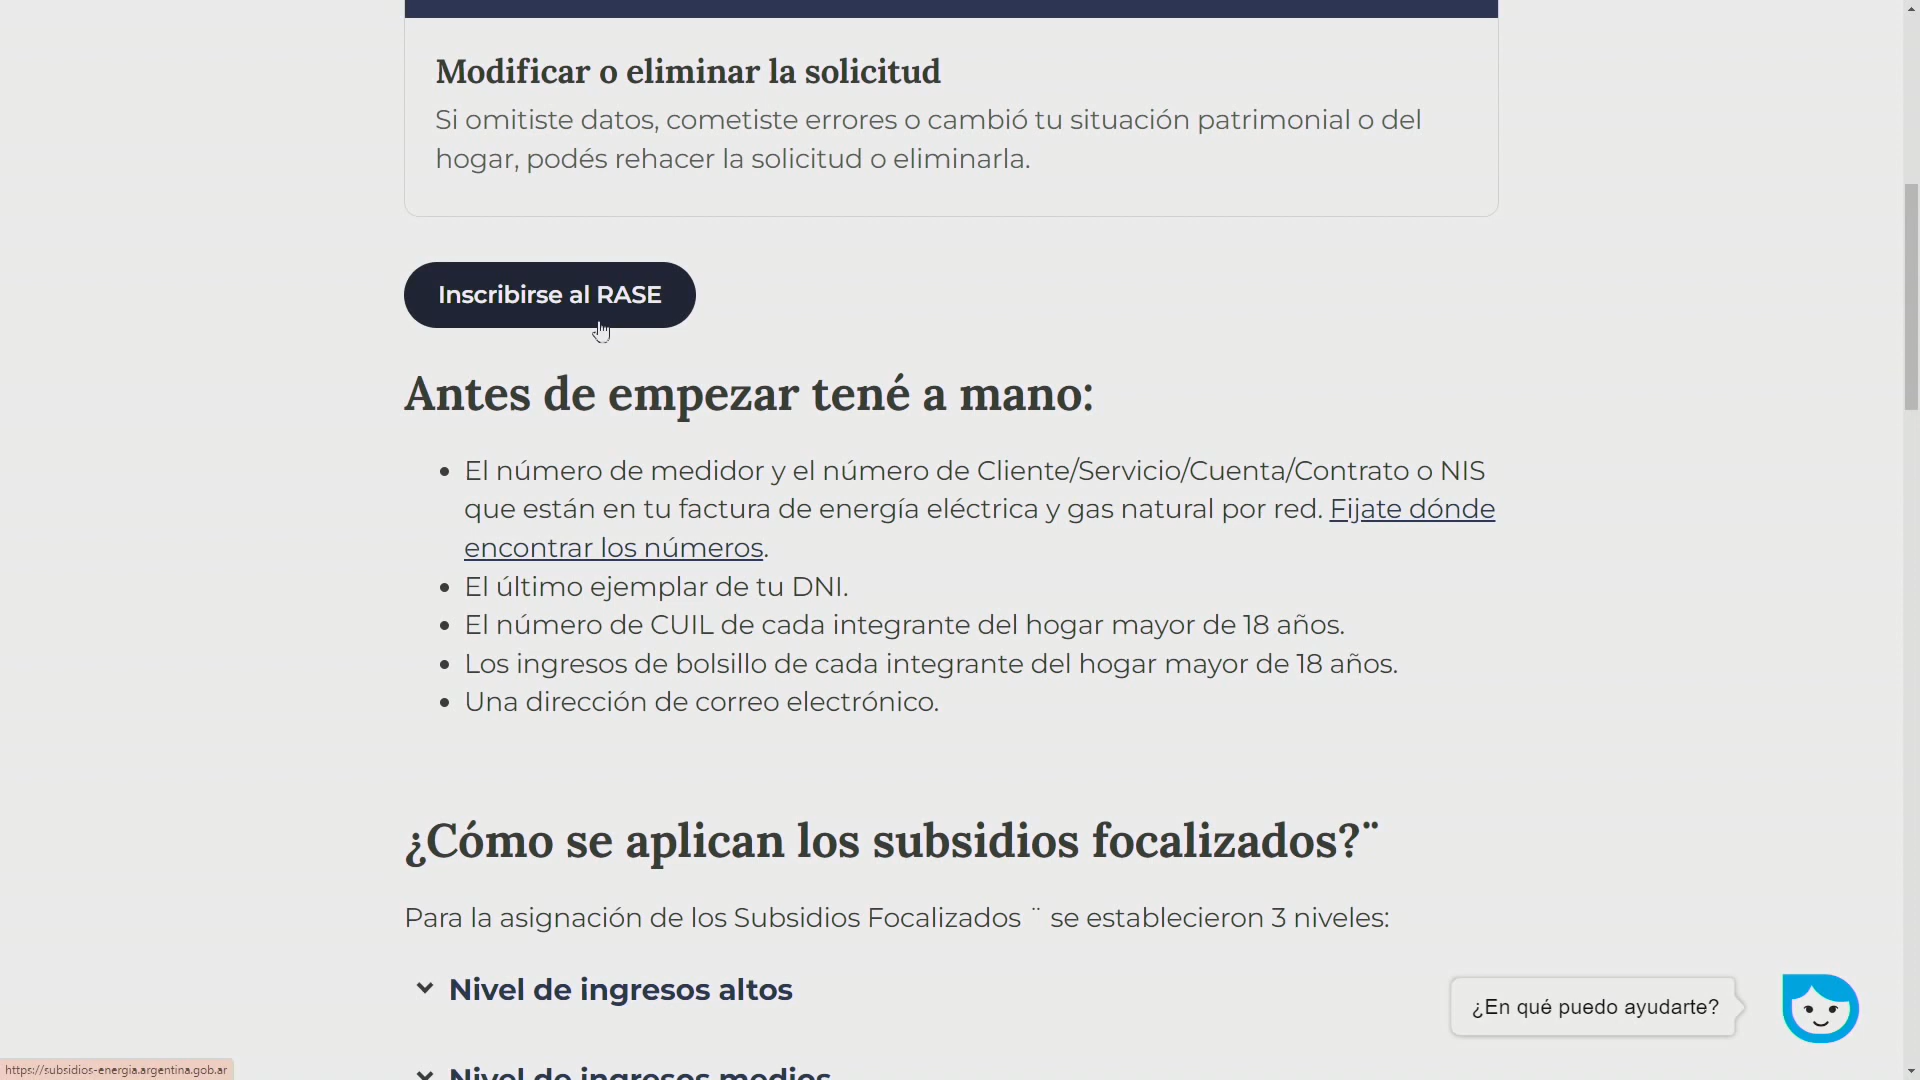 Modificar o eliminar la solicitud
Si omitiste datos, cometiste errores o cambió tu situación patrimonial o del
hogar, podés rehacer la solicitud o eliminarla.
Inscribirse al RASE
Antes de empezar tené a mano:
El número de medidor y el número de Cliente/Servicio/Cuenta/Contrato o NIS
que están en tu factura de energía eléctrica y gas natural por red. Fijate dónde
encontrar los números.
El último ejemplar de tu DNI.
El número de CUIL de cada integrante del hogar mayor de 18 años.
Los ingresos de bolsillo de cada integrante del hogar mayor de 18 años.
Una dirección de correo electrónico.
¿Cómo se aplican los subsidios focalizados?¨
Para la asignación de los Subsidios Focalizados ¨ se establecieron 3 niveles:
Nivel de ingresos altos
¿En qué puedo ayudarte?
Nivel de ingresos medios
https://subsidios-energia.argentina.gob.ar